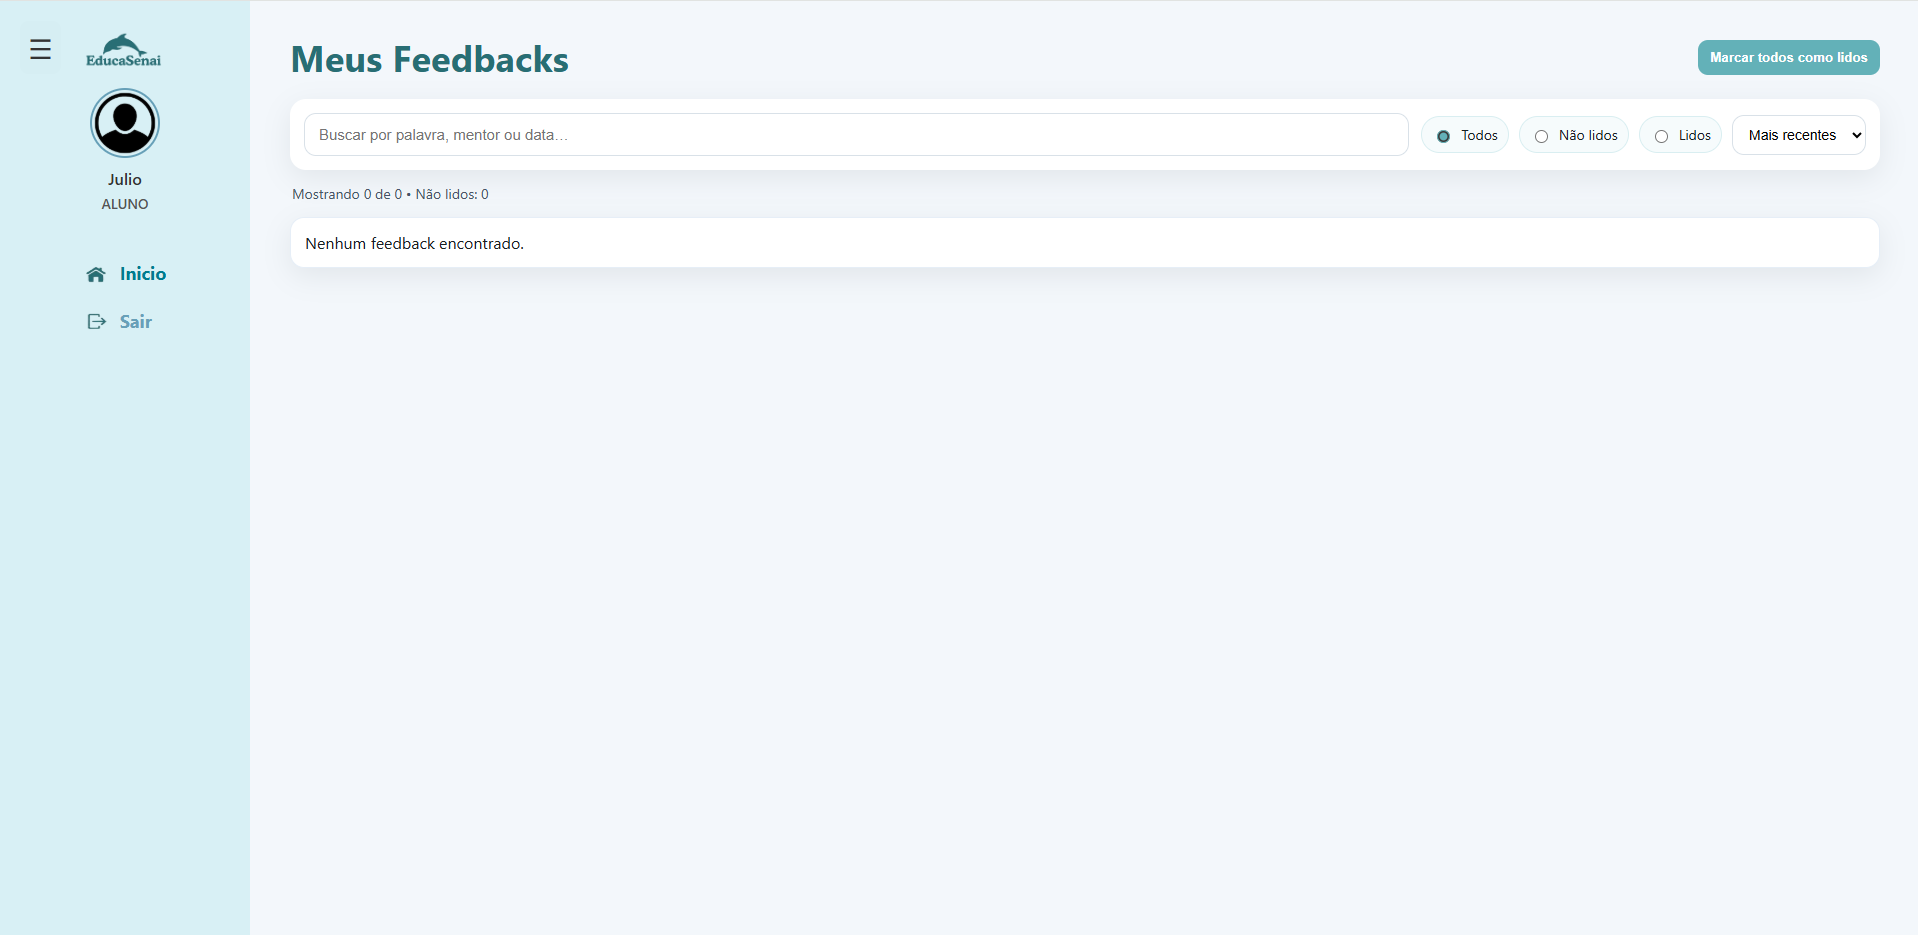 EducaSenai
Julio
ALUNO
Inicio
Sair
Meus Feedbacks
Marcar todos como lidos
Buscar por palavra, mentor ou data...
Todos
Não lidos
Lidos
Mais recentes
Mostrando 0 de 0 • Não lidos: 0
Nenhum feedback encontrado.